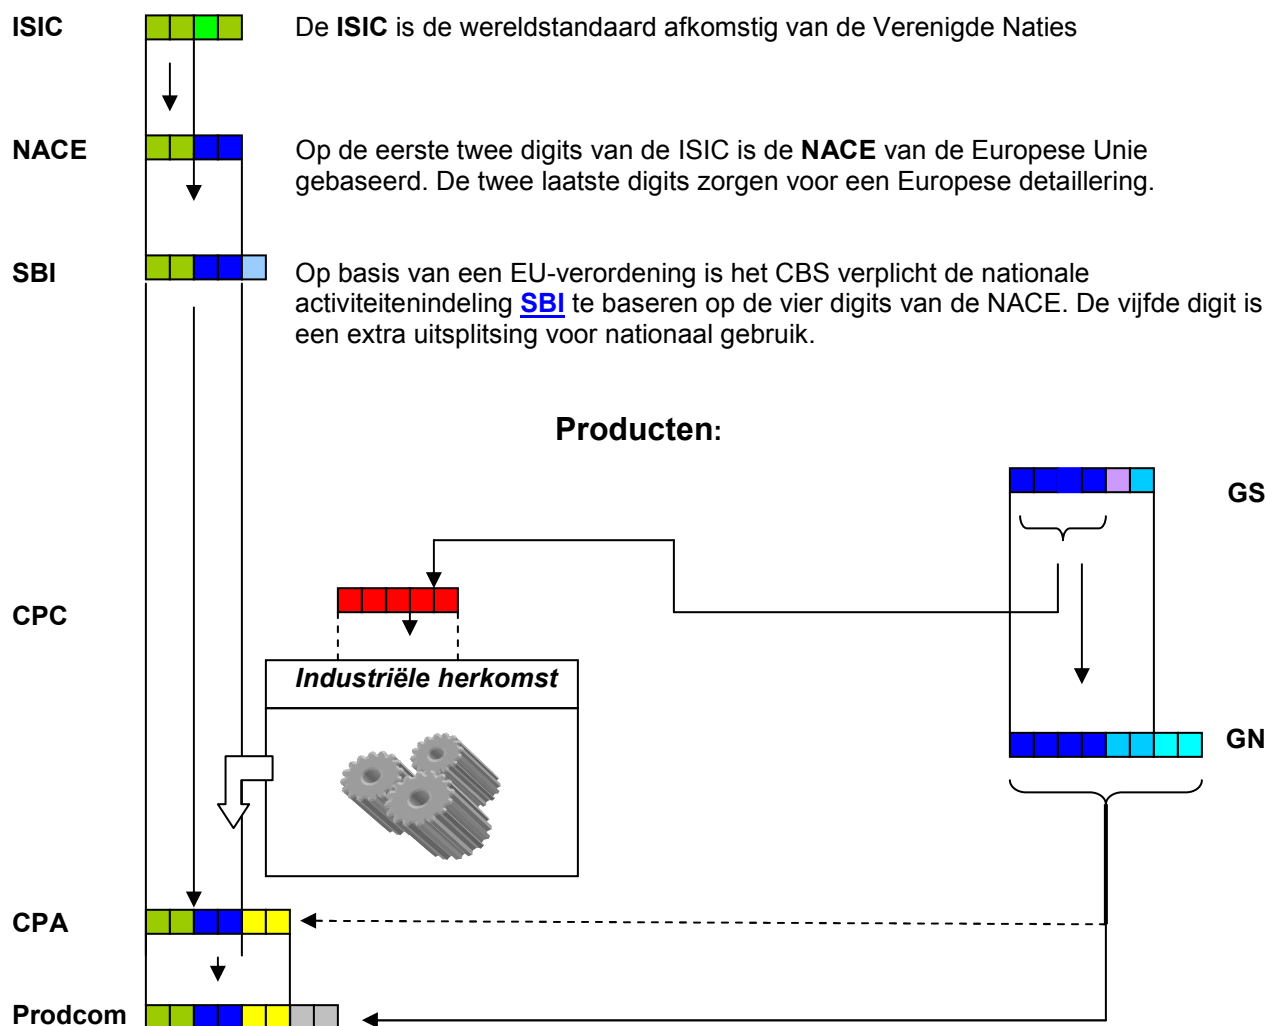 ISIC De ISIC is de wereldstandaard afkomstig van de Verenigde Naties
NACE Op de eerste twee digits van de ISIC is de NACE van de Europese Unie
gebaseerd. De twee laatste digits zorgen voor een Europese detaillering.
SBI Op basis van een EU-verordening is het CBS verplicht de nationale
activiteitenindeling SBI te baseren op de vier digits van de NACE. De vijfde digit is
een extra uitsplitsing voor nationaal gebruik.
Producten:
GS
CPC
Industriële herkomst
GN
CPA
Prodcom